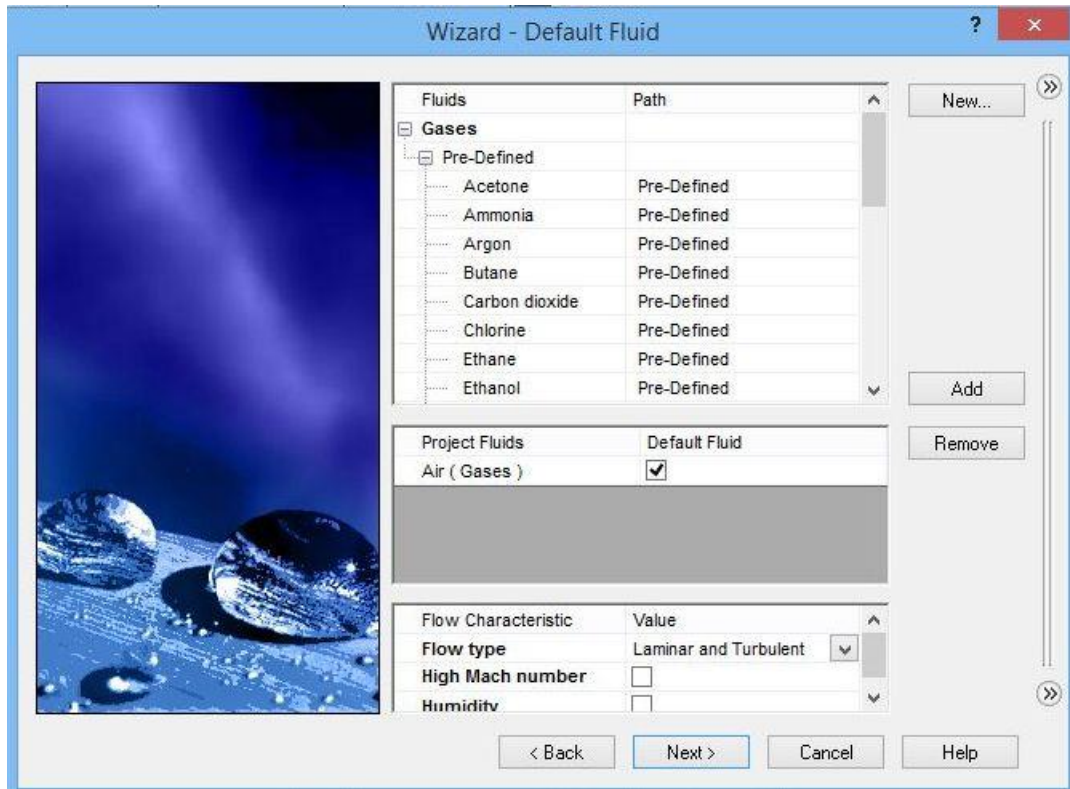 Wizard - Default Fluid
?
Fluids Path
New...
Gases
Pre-Defined
Acetone Pre-Defined
Ammonia Pre-Defined
Argon Pre-Defined
Butane Pre-Defined
Carbon dioxide Pre-Defined
Chlorine Pre-Defined
Ethane Pre-Defined
Ethanol Pre-Defined
Add
Project Fluids Default Fluid
Remove
Air ( Gases )
Flow Characteristic Value
Flow type Laminar and Turbulent
High Mach number
Humidity
< Back Next > Cancel Help